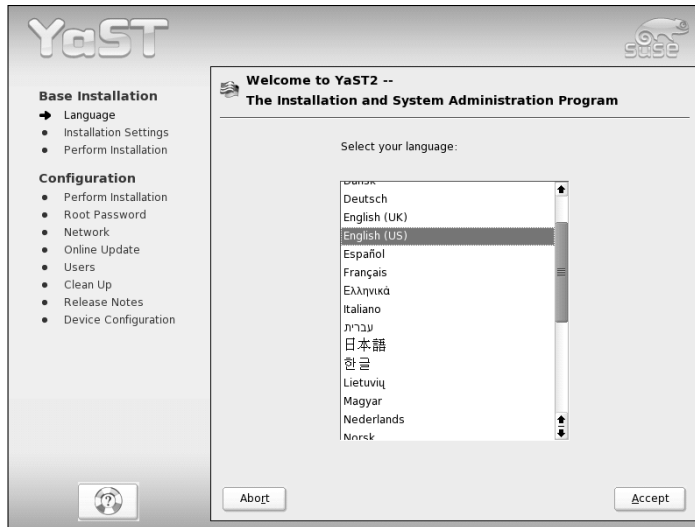 YaST
SUSE
Base Installation
Language
Installation Settings
Perform Installation
Configuration
Perform Installation
Root Password
Network
Online Update
Users
Clean Up
Release Notes
Device Configuration
Welcome to YaST2 --
The Installation and System Administration Program
Select your language:
Dansk
Deutsch
English (UK)
English (US)
Español
Français
Ελληνικά
Italiano
עברית
日本語
한글
Lietuvių
Magyar
Nederlands
Norsk
Abort
Accept